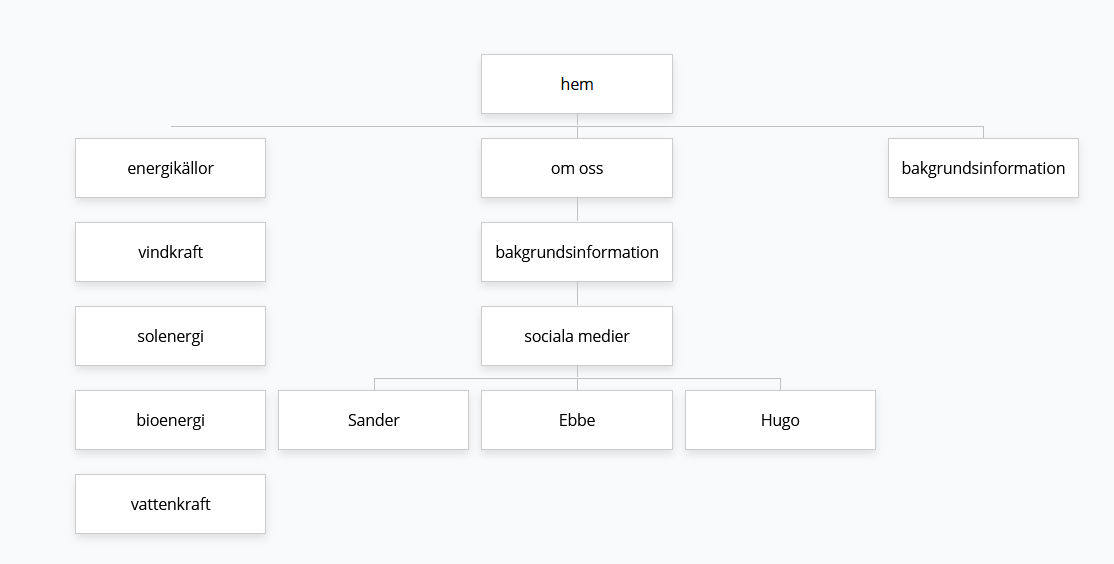 hem
energikällor
om oss
bakgrundsinformation
vindkraft
bakgrundsinformation
solenergi
sociala medier
bioenergi
Sander
Ebbe
Hugo
vattenkraft